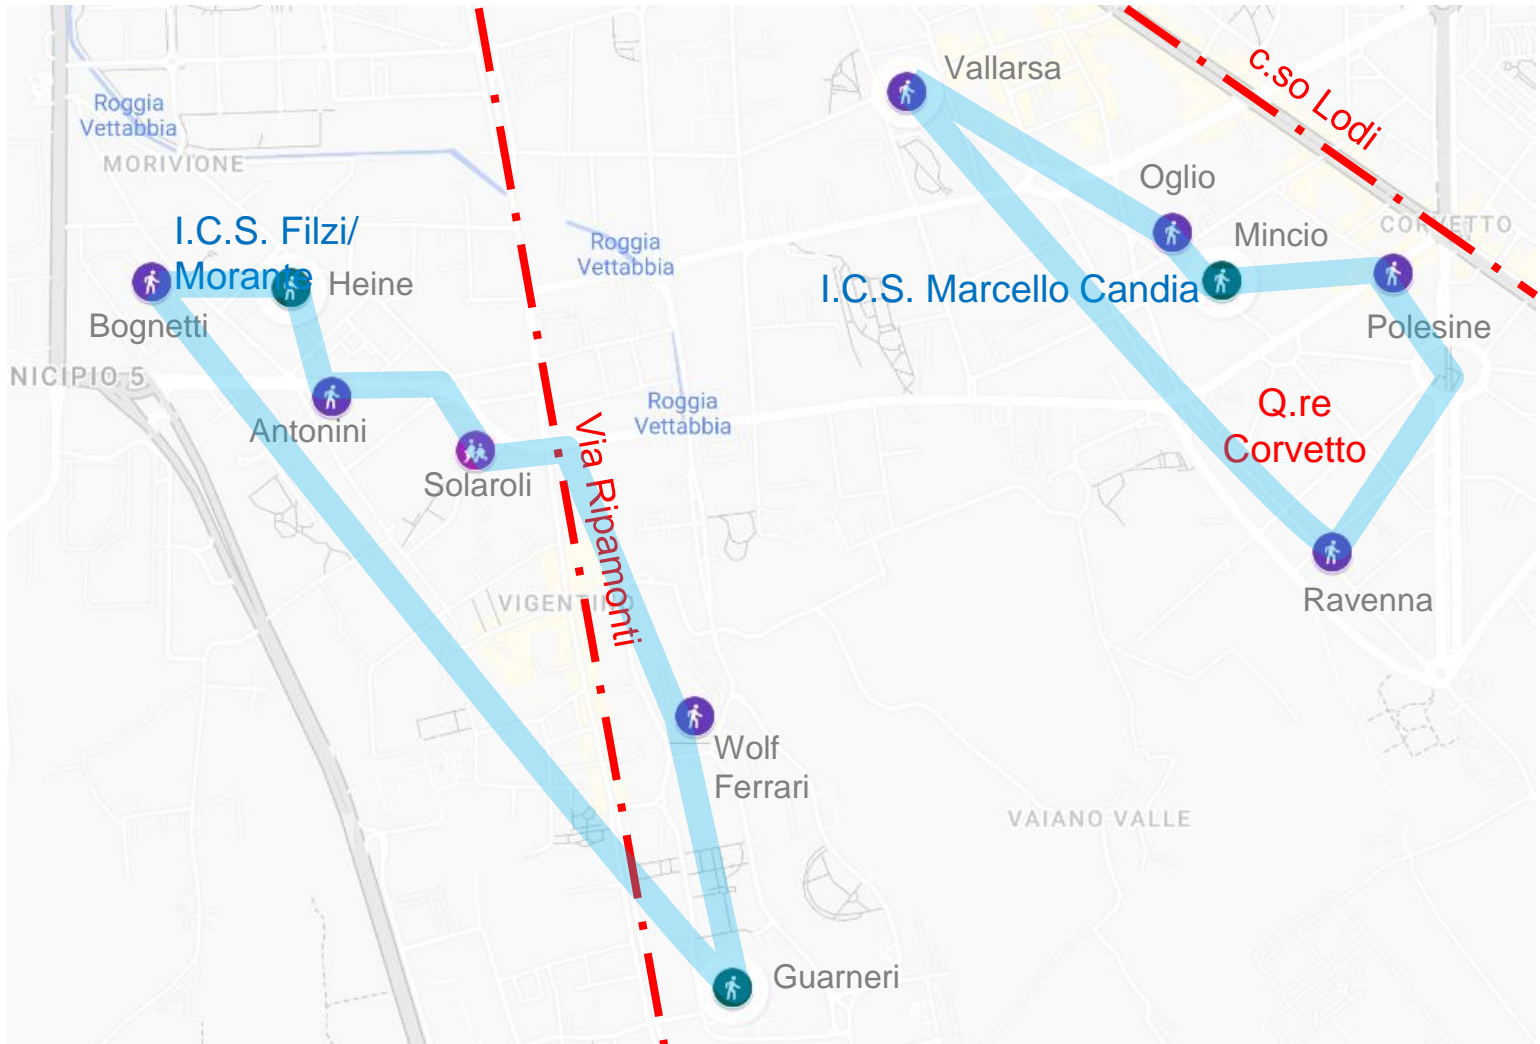 Vallarsa
c.so Lodi
Roggia
Vettabbia
MORIVIONE
Oglio
I.C.S. Filzi/
Morante
Heine
Roggia
Vettabbia
Mincio
CORVETTO
I.C.S. Marcello Candia
Bognetti
Polesine
NICIPIO 5
Roggia
Vettabbia
Q.re
Corvetto
Antonini
Solaroli
Via Ripamonti
VIGENTINO
Ravenna
Wolf
Ferrari
VAIANO VALLE
Guarneri